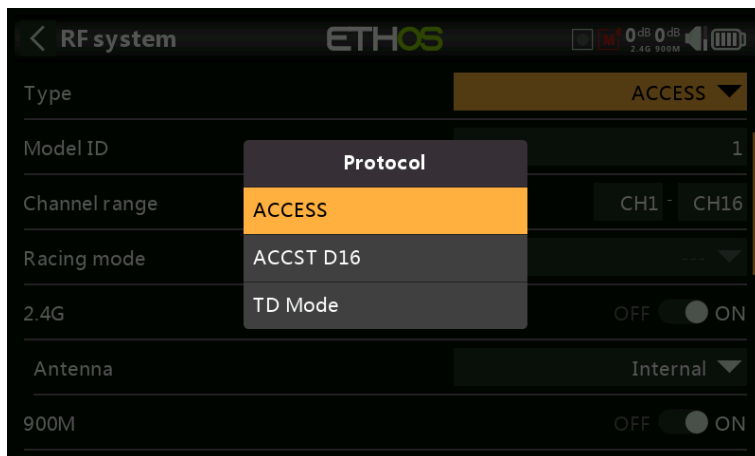 RF system ETHOS M 0dB 0dB
2.4G 900M
Type ACCESS
Model ID 1
Protocol
Channel range CH1 - CH16
ACCESS
Racing mode ---
ACCST D16
TD Mode
2.4G OFF ON
Antenna Internal
900M OFF ON